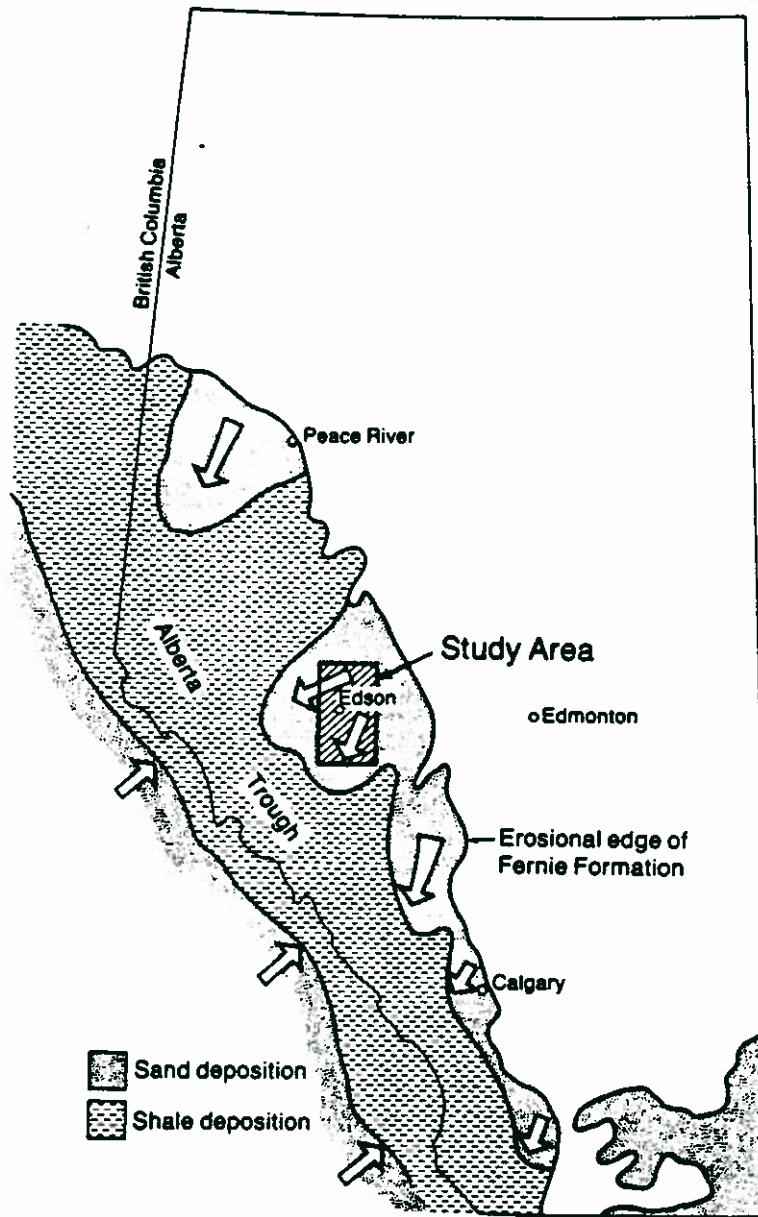 British Columbia
Alberta
Peace River
Alberta
Study Area
Edson
Edmonton
Trough
Erosional edge of
Fernie Formation
Calgary
Sand deposition
Shale deposition